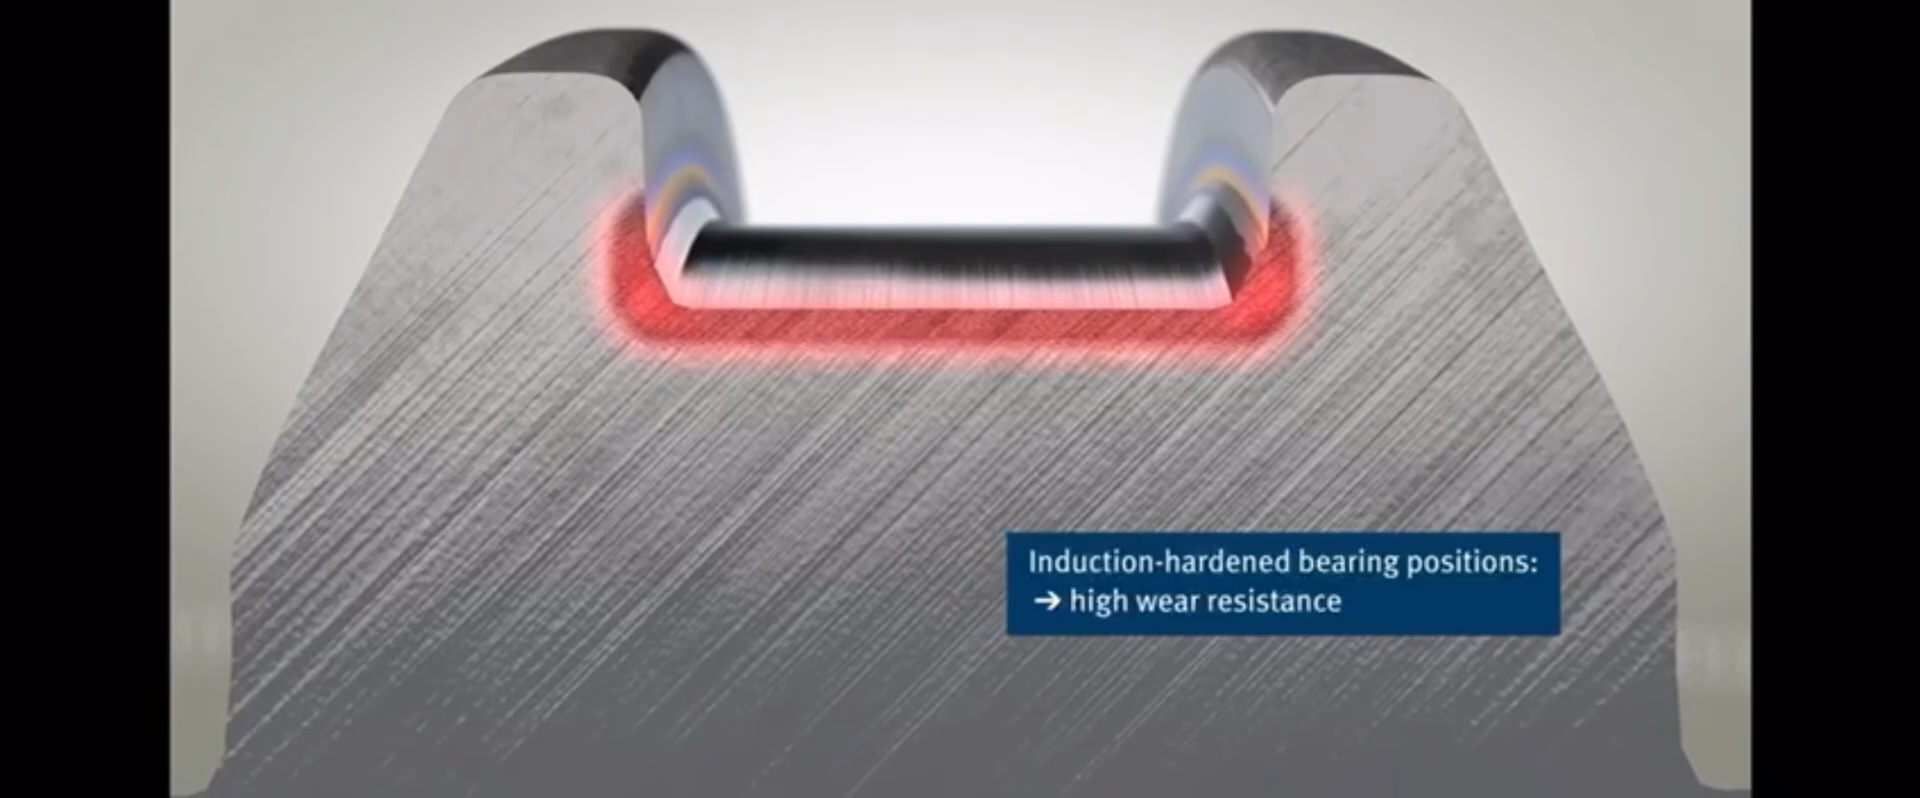 Induction-hardened bearing positions:
➔ high wear resistance